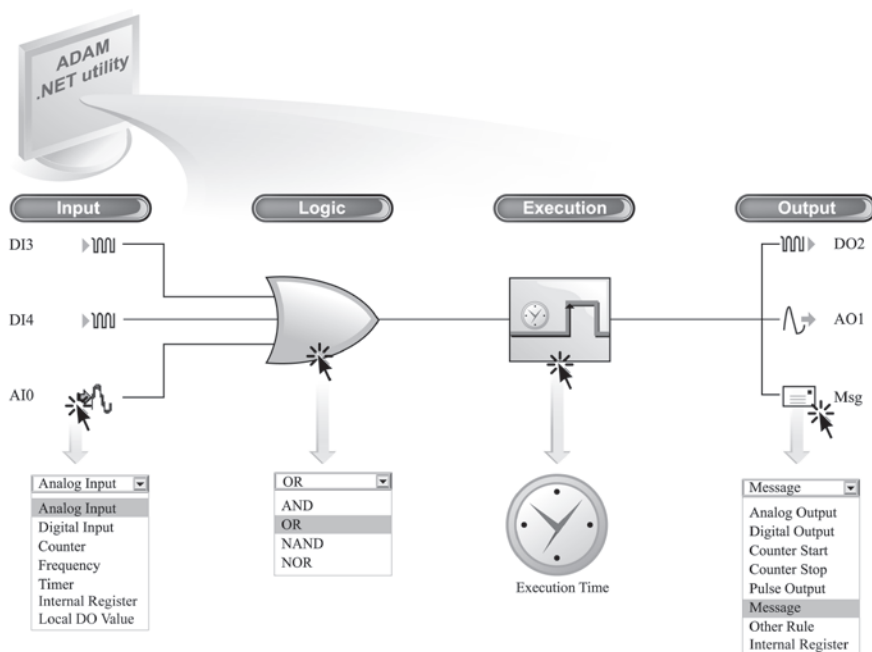 ADAM
.NET utility
Input
Logic
Execution
Output
DI3
DO2
DI4
AO1
AI0
Msg
Analog Input
Analog Input
Digital Input
Counter
Frequency
Timer
Internal Register
Local DO Value
OR
AND
OR
NAND
NOR
Execution Time
Message
Analog Output
Digital Output
Counter Start
Counter Stop
Pulse Output
Message
Other Rule
Internal Register